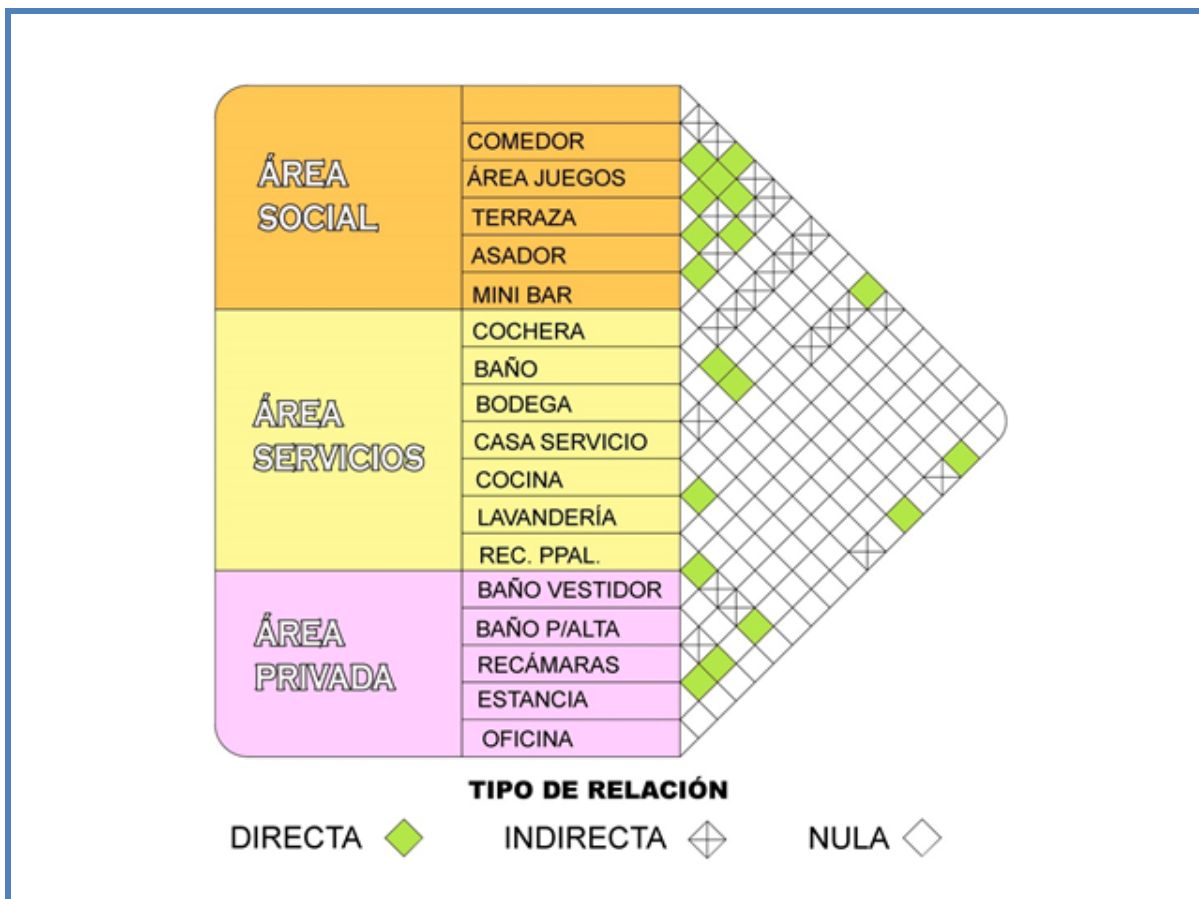 ÁREA
SOCIAL
COMEDOR
ÁREA JUEGOS
TERRAZA
ASADOR
MINI BAR
ÁREA
SERVICIOS
COCHERA
BAÑO
BODEGA
CASA SERVICIO
COCINA
LAVANDERÍA
REC. PPAL.
ÁREA
PRIVADA
BAÑO VESTIDOR
BAÑO P/ALTA
RECÁMARAS
ESTANCIA
OFICINA
TIPO DE RELACIÓN
DIRECTA INDIRECTA NULA